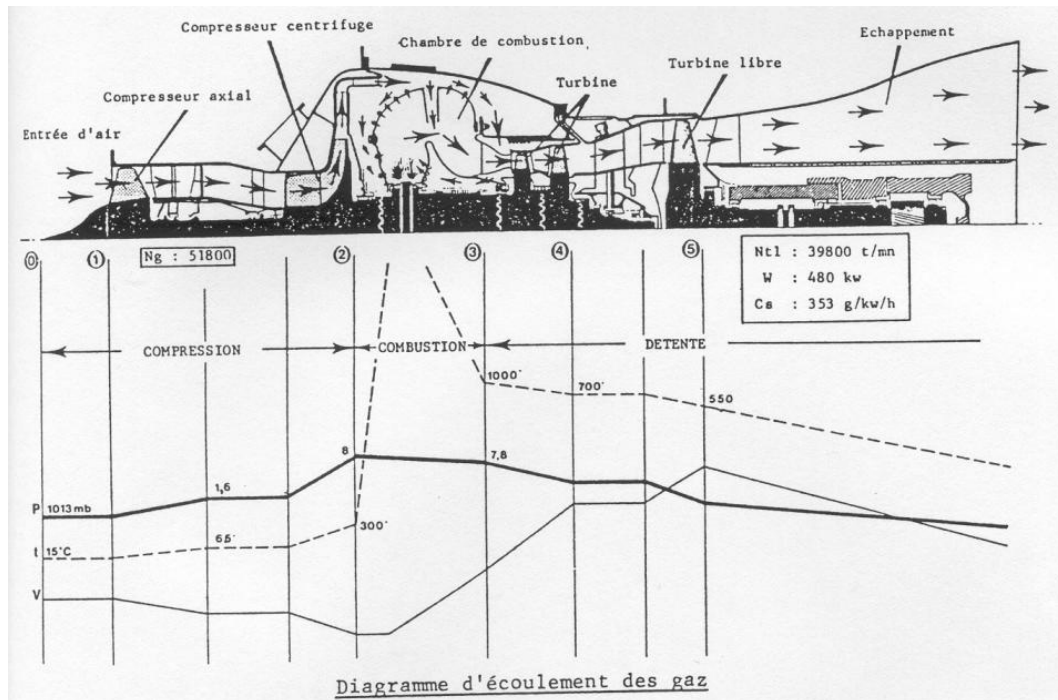 Compresseur centrifuge
Chambre de combustion
Echappement
Turbine
Turbine libre
Compresseur axial
Entrée d'air
0
1
Ng : 51800
2
3
4
5
Ntl : 39800 t/mn
W : 480 kw
Cs : 353 g/kw/h
COMPRESSION
COMBUSTION
DETENTE
1000°
700°
550
8
7,8
1,6
P
1013 mb
300°
65°
t
15°C
V
Diagramme d'écoulement des gaz